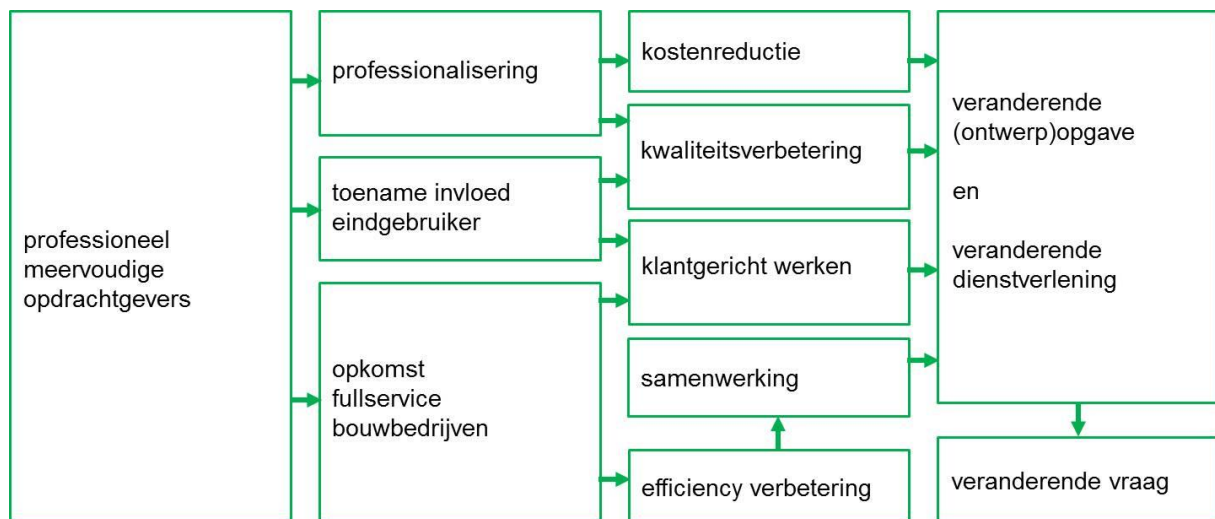 professioneel
meervoudige
opdrachtgevers
professionalisering
toename invloed
eindgebruiker
opkomst
fullservice
bouwbedrijven
kostenreductie
kwaliteitsverbetering
klantgericht werken
samenwerking
efficiency verbetering
veranderende
(ontwerp)opgave
en
veranderende
dienstverlening
veranderende vraag